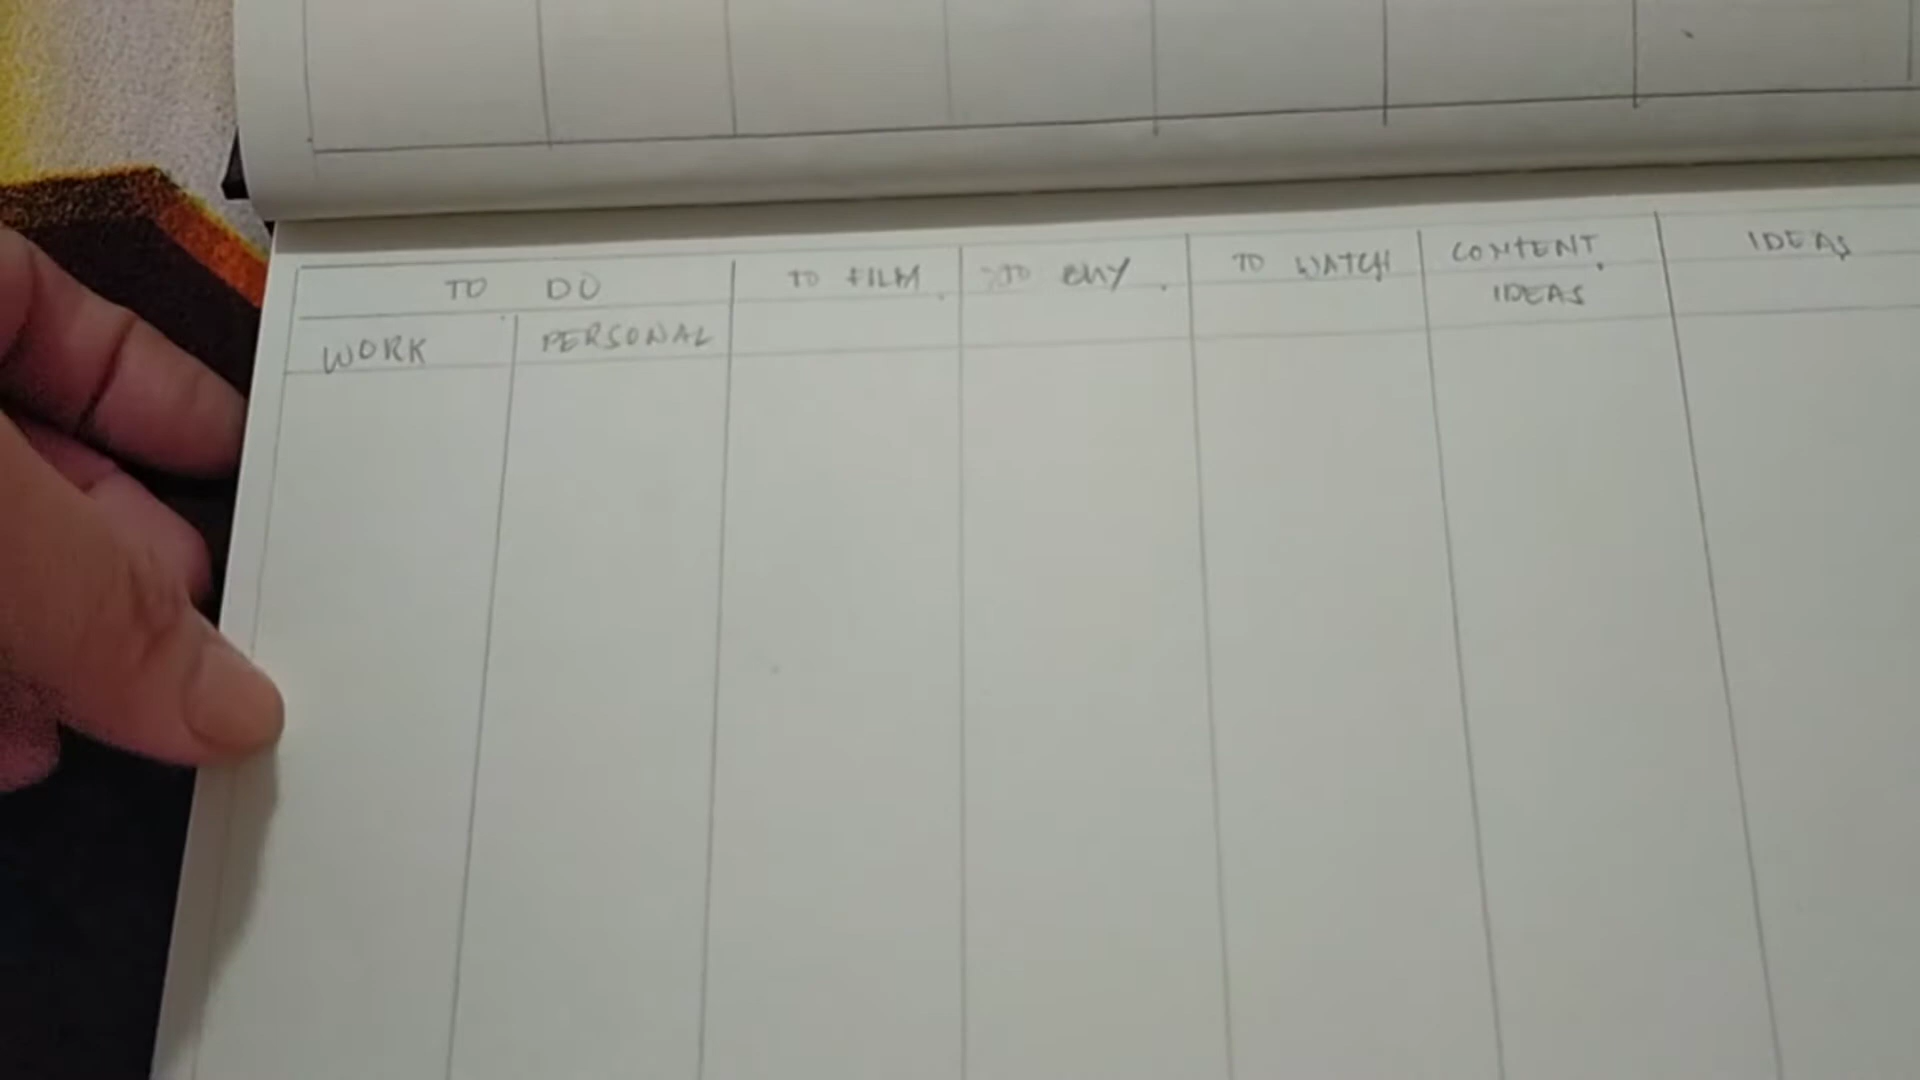 TO DO
TO FILM
TO BUY
TO WATCH
CONTENT
IDEAS
IDEAS
WORK
PERSONAL